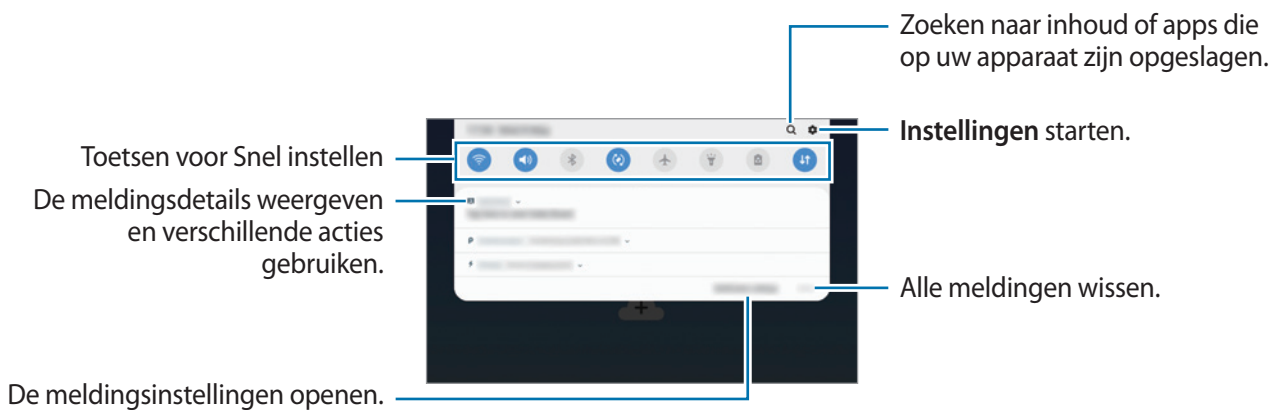 Zoeken naar inhoud of apps die
op uw apparaat zijn opgeslagen.
Instellingen starten.
Toetsen voor Snel instellen
De meldingsdetails weergeven
en verschillende acties
gebruiken.
Alle meldingen wissen.
De meldingsinstellingen openen.